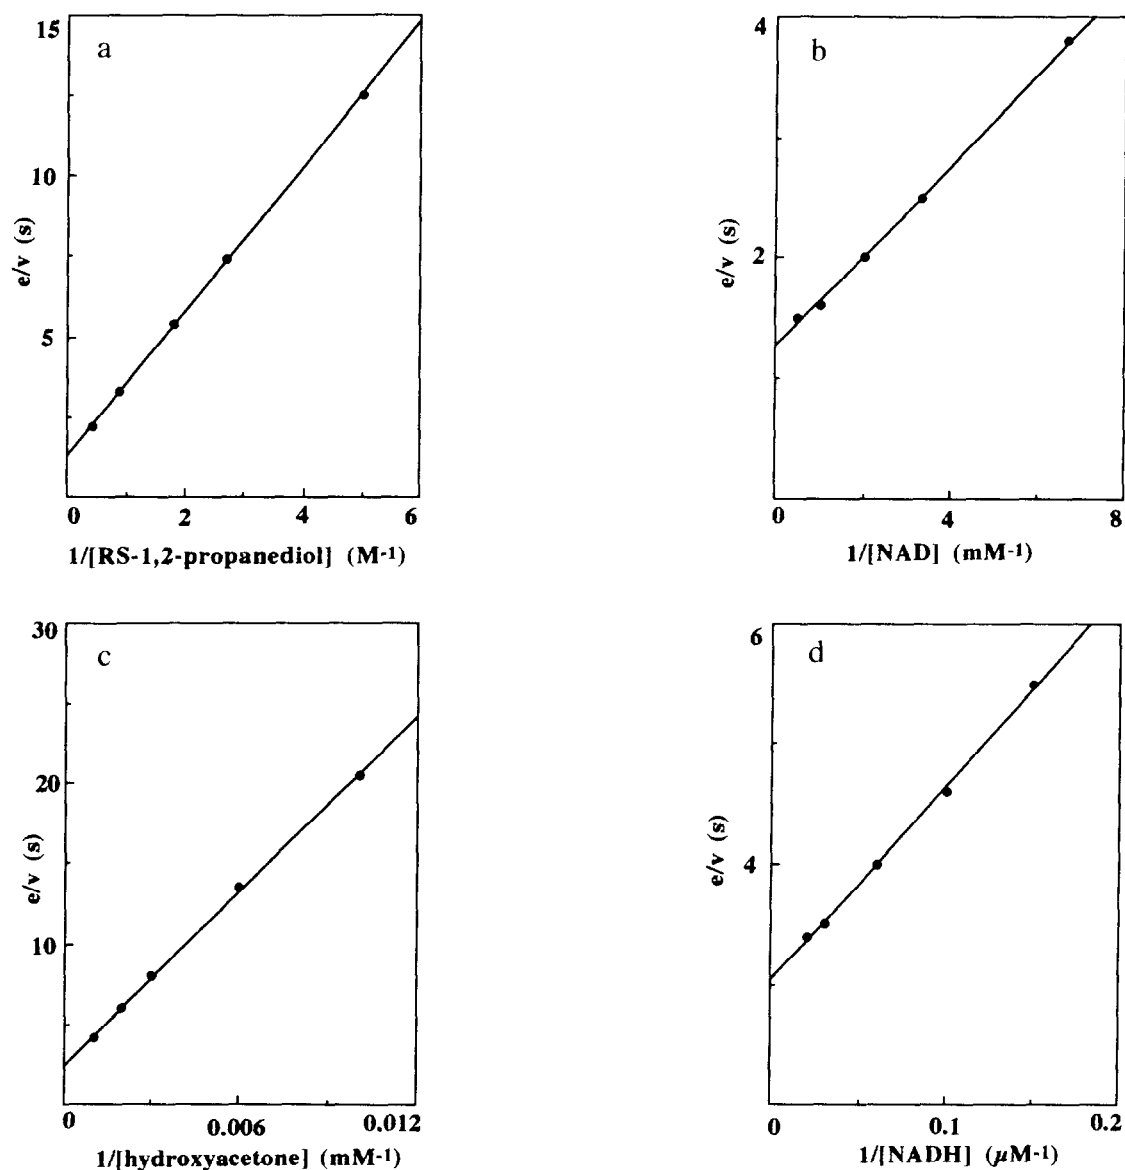 a
15
10
5
e/v (s)
0 2 4 6
1/[RS-1,2-propanediol] (M-1)
b
4
2
e/v (s)
0 4 8
1/[NAD] (mM-1)
c
30
20
10
e/v (s)
0 0.006 0.012
1/[hydroxyacetone] (mM-1)
d
6
4
e/v (s)
0 0.1 0.2
1/[NADH] (μM-1)